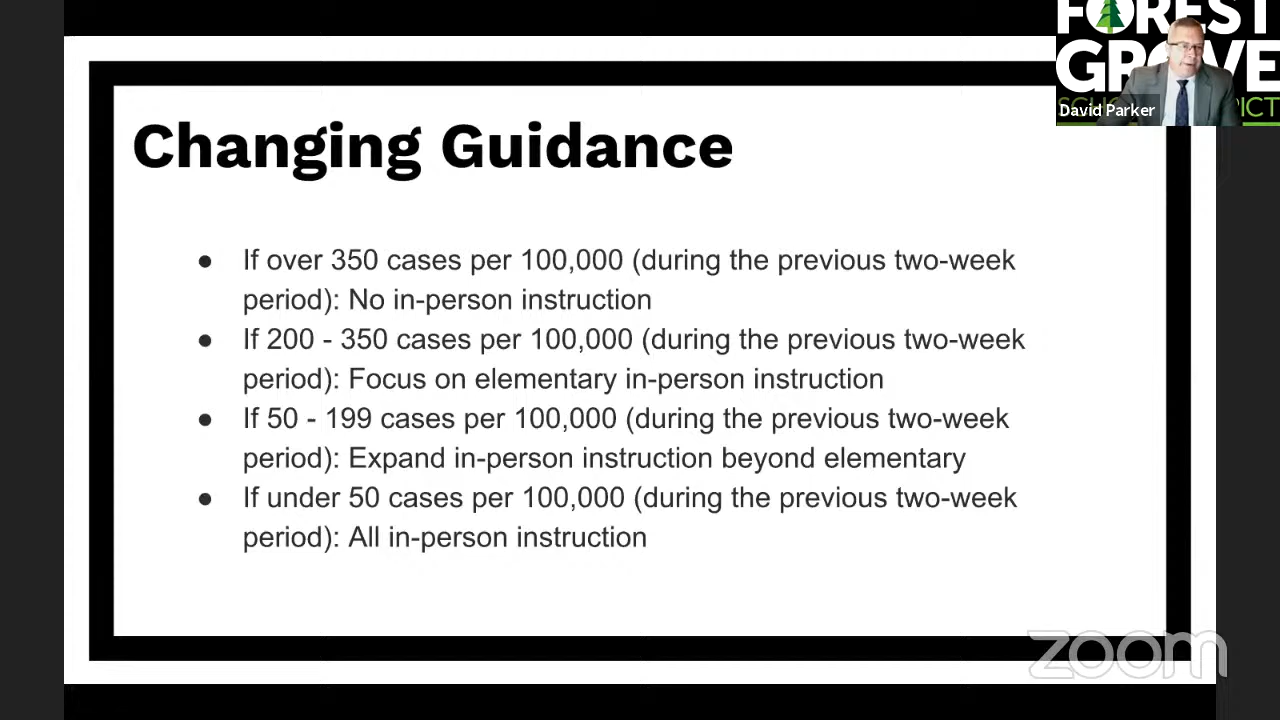 FOREST
GROVE
David Parker
Changing Guidance
● If over 350 cases per 100,000 (during the previous two-week
period): No in-person instruction
● If 200 - 350 cases per 100,000 (during the previous two-week
period): Focus on elementary in-person instruction
● If 50 - 199 cases per 100,000 (during the previous two-week
period): Expand in-person instruction beyond elementary
● If under 50 cases per 100,000 (during the previous two-week
period): All in-person instruction
zoom